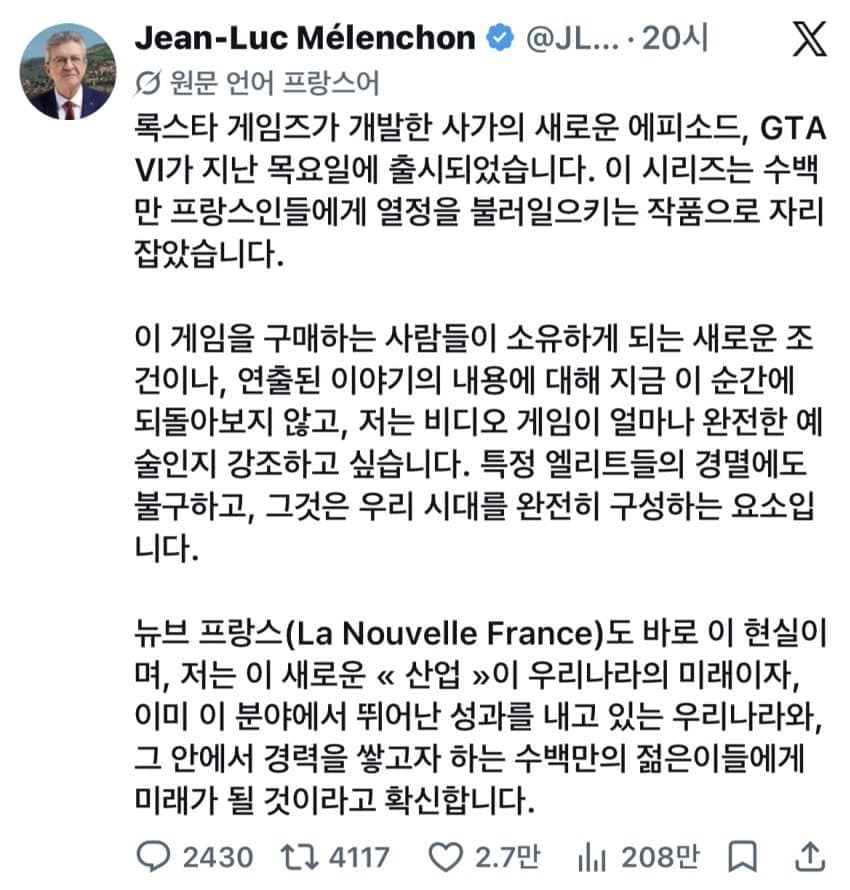 Jean-Luc Mélenchon @JL... · 20시
원문 언어 프랑스어
록스타 게임즈가 개발한 사가의 새로운 에피소드, GTA
VI가 지난 목요일에 출시되었습니다. 이 시리즈는 수백
만 프랑스인들에게 열정을 불러일으키는 작품으로 자리
잡았습니다.
이 게임을 구매하는 사람들이 소유하게 되는 새로운 조
건이나, 연출된 이야기의 내용에 대해 지금 이 순간에
되돌아보지 않고, 저는 비디오 게임이 얼마나 완전한 예
술인지 강조하고 싶습니다. 특정 엘리트들의 경멸에도
불구하고, 그것은 우리 시대를 완전히 구성하는 요소입
니다.
뉴브 프랑스(La Nouvelle France)도 바로 이 현실이
며, 저는 이 새로운 « 산업 »이 우리나라의 미래이자,
이미 이 분야에서 뛰어난 성과를 내고 있는 우리나라와,
그 안에서 경력을 쌓고자 하는 수백만의 젊은이들에게
미래가 될 것이라고 확신합니다.
2430 4117 2.7만 208만